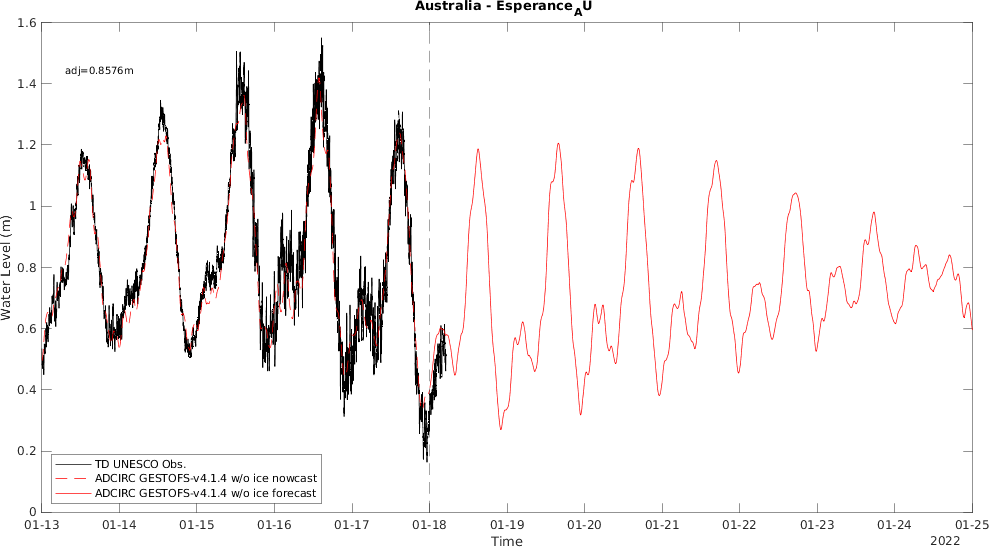 Australia - Esperance_AU
adj=0.8576m
Water Level (m)
1.6
1.4
1.2
1
0.8
0.6
0.4
0.2
0
TD UNESCO Obs.
ADCIRC GESTOFS-v4.1.4 w/o ice nowcast
ADCIRC GESTOFS-v4.1.4 w/o ice forecast
01-13 01-14 01-15 01-16 01-17 01-18 01-19 01-20 01-21 01-22 01-23 01-24 01-25
Time
2022